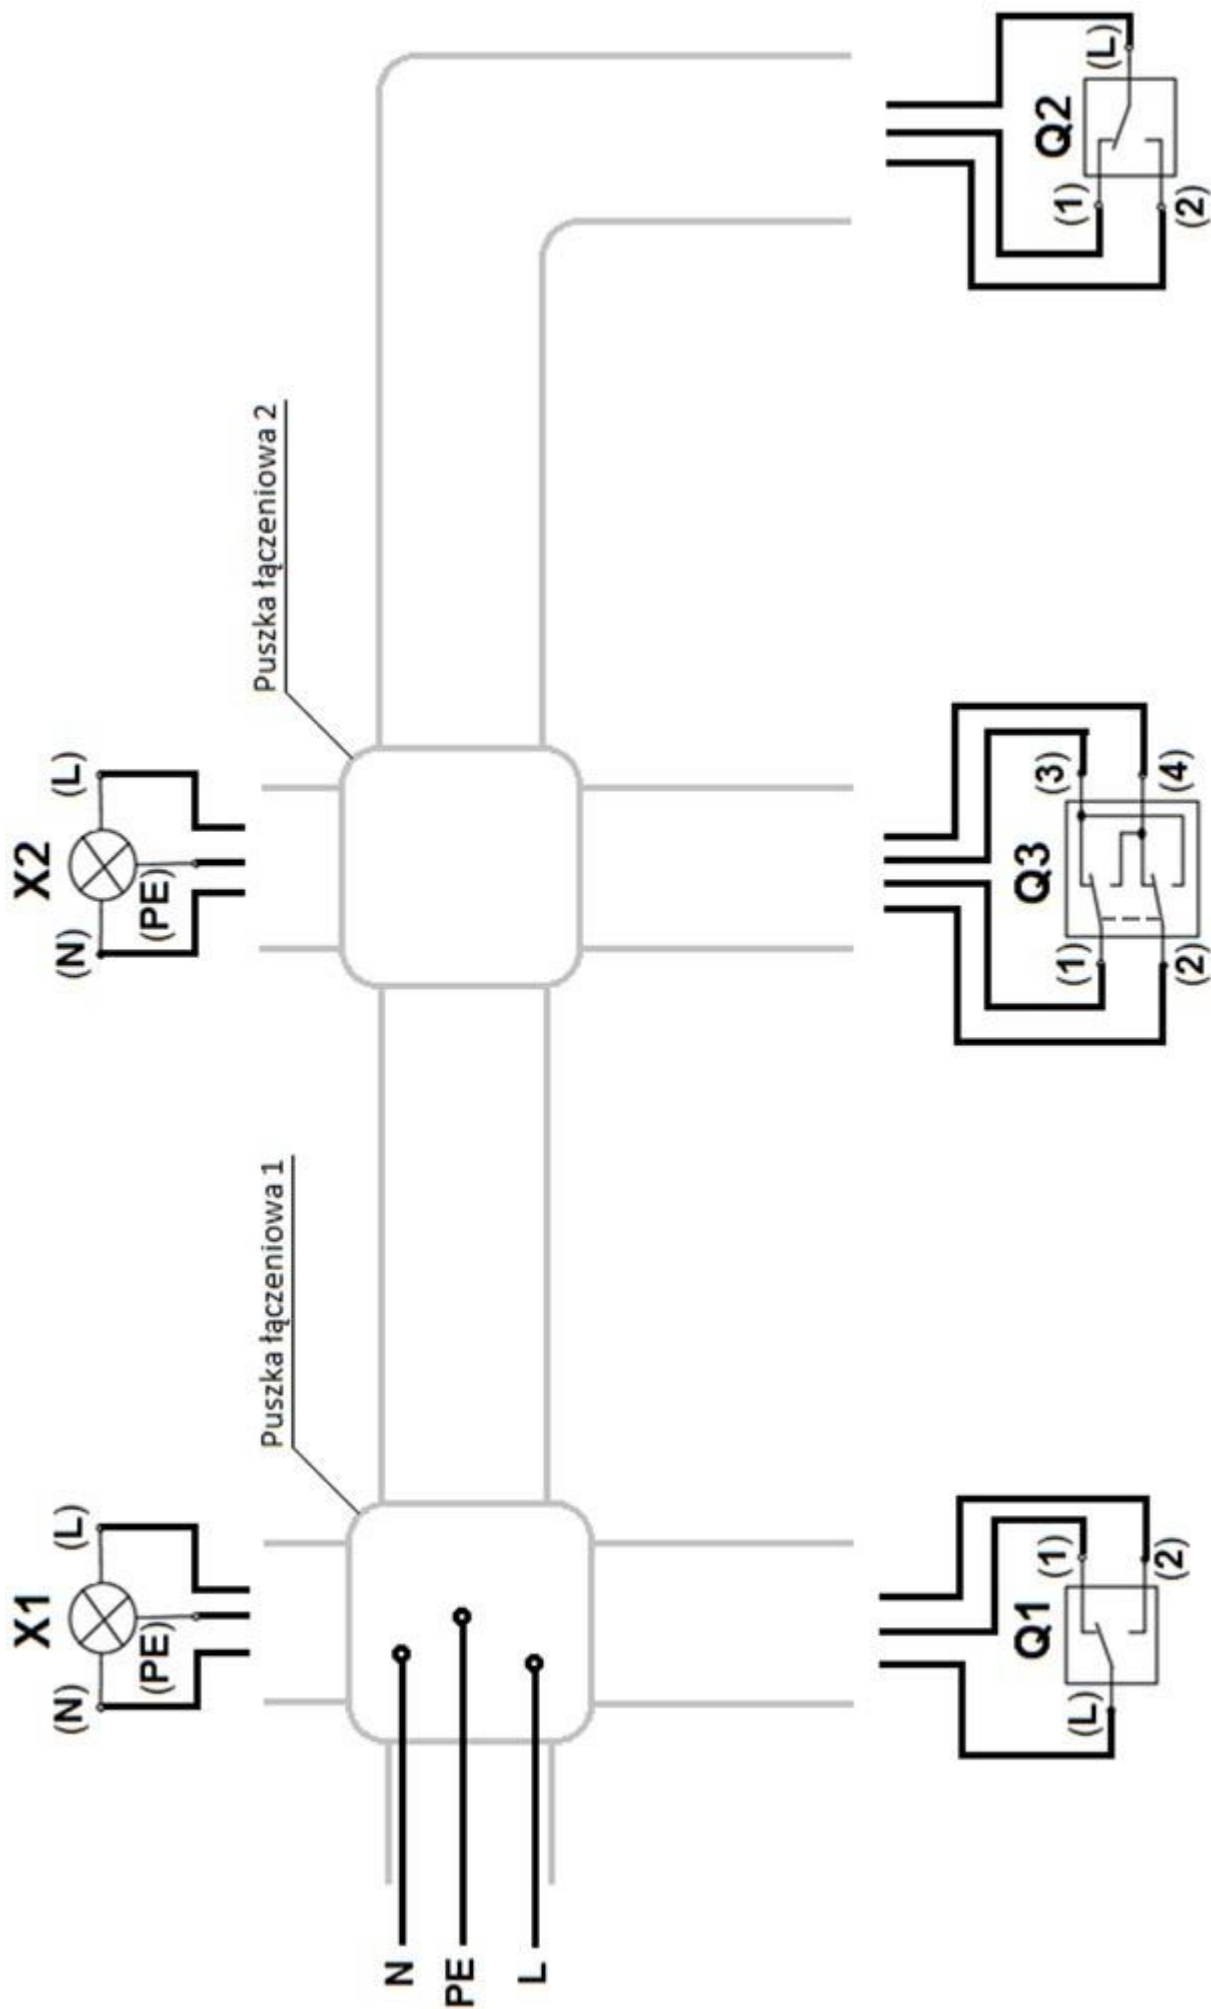 X1
(N)
(L)
(PE)
X2
(N)
(L)
(PE)
Puszka łączeniowa 1
Puszka łączeniowa 2
N
PE
L
Q1
(L)
(1)
(2)
Q3
(1)
(2)
(3)
(4)
Q2
(1)
(2)
(L)